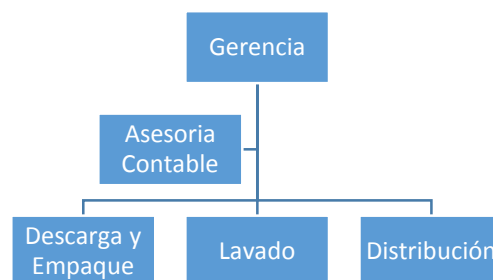 Gerencia
Asesoria
Contable
Descarga y
Empaque
Lavado
Distribución